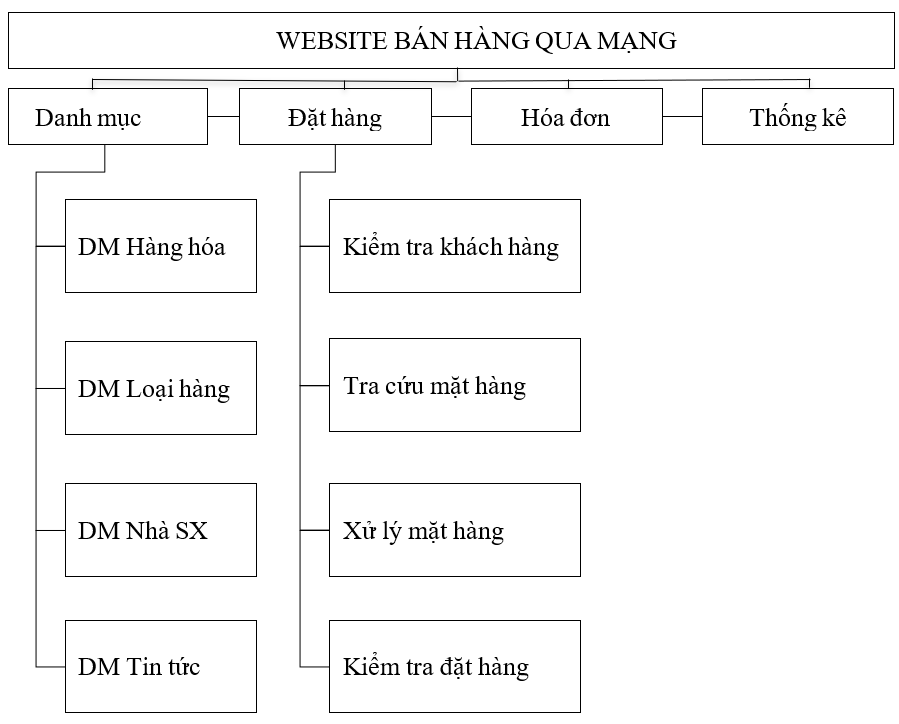 WEBSITE BÁN HÀNG QUA MẠNG
Danh mục
Đặt hàng
Hóa đơn
Thống kê
DM Hàng hóa
DM Loại hàng
DM Nhà SX
DM Tin tức
Kiểm tra khách hàng
Tra cứu mặt hàng
Xử lý mặt hàng
Kiểm tra đặt hàng